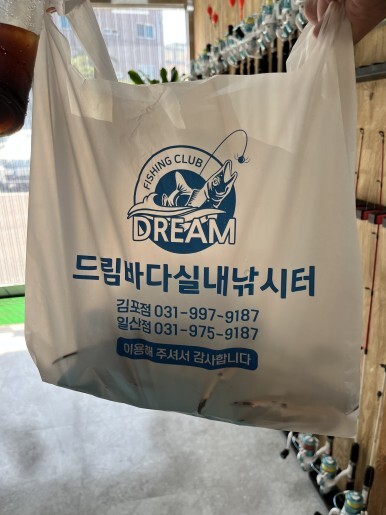 FISHING CLUB
DREAM
드림바다실내낚시터
김포점 031-997-9187
일산점 031-975-9187
이용해 주셔서 감사합니다